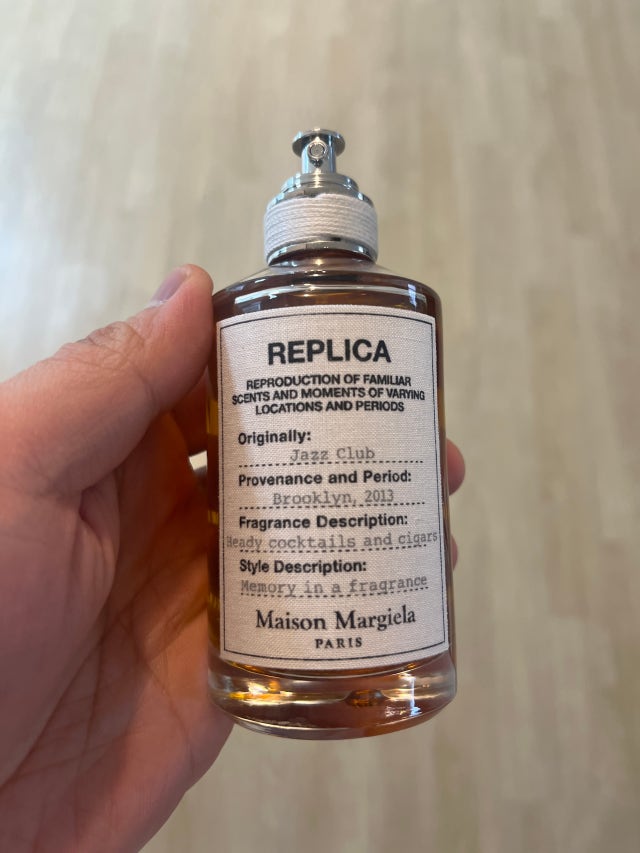 REPLICA
REPRODUCTION OF FAMILIAR
SCENTS AND MOMENTS OF VARYING
LOCATIONS AND PERIODS
Originally:
Jazz Club
Provenance and Period:
Brooklyn, 2013
Fragrance Description:
Heady cocktails and cigars
Style Description:
Memory in a fragrance
Maison Margiela
PARIS